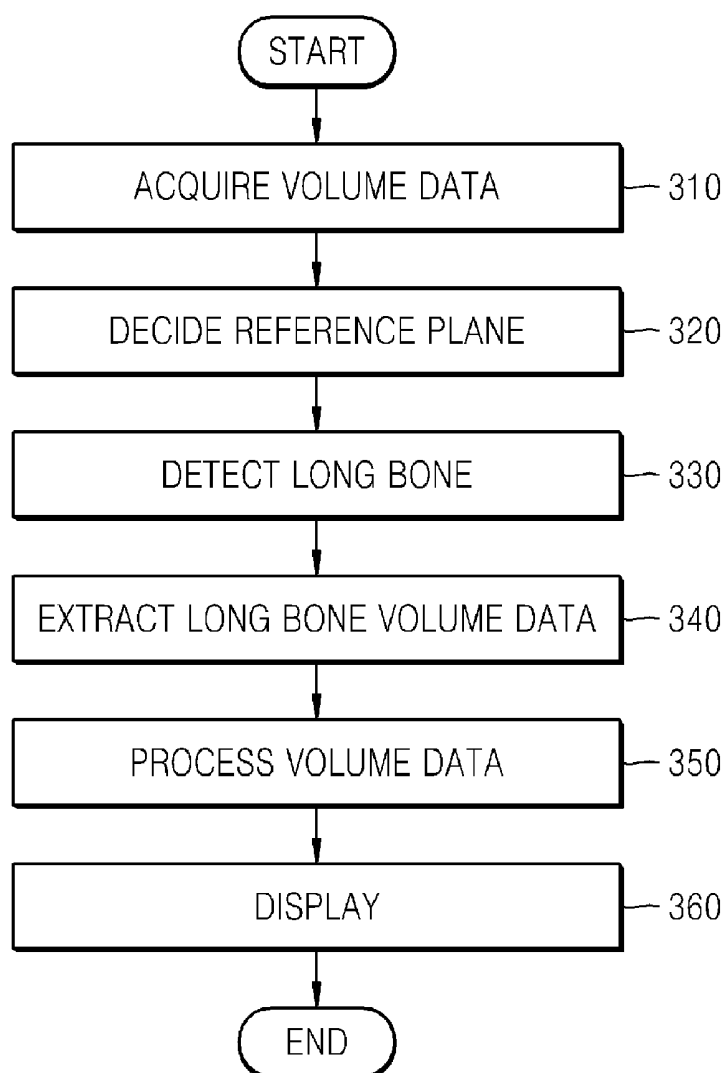 START
ACQUIRE VOLUME DATA 310
DECIDE REFERENCE PLANE 320
DETECT LONG BONE 330
EXTRACT LONG BONE VOLUME DATA 340
PROCESS VOLUME DATA 350
DISPLAY 360
END